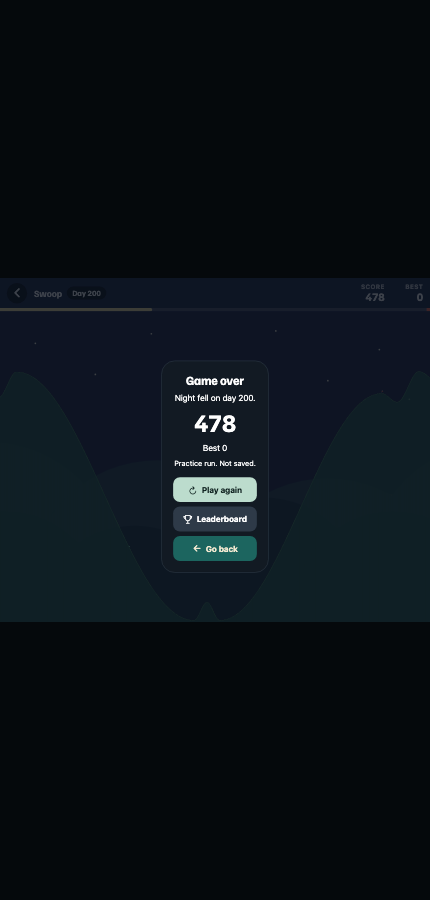 Swoop Day 200
SCORE
478
BEST
0
Game over
Night fell on day 200.
478
Best 0
Practice run. Not saved.
Play again
Leaderboard
Go back